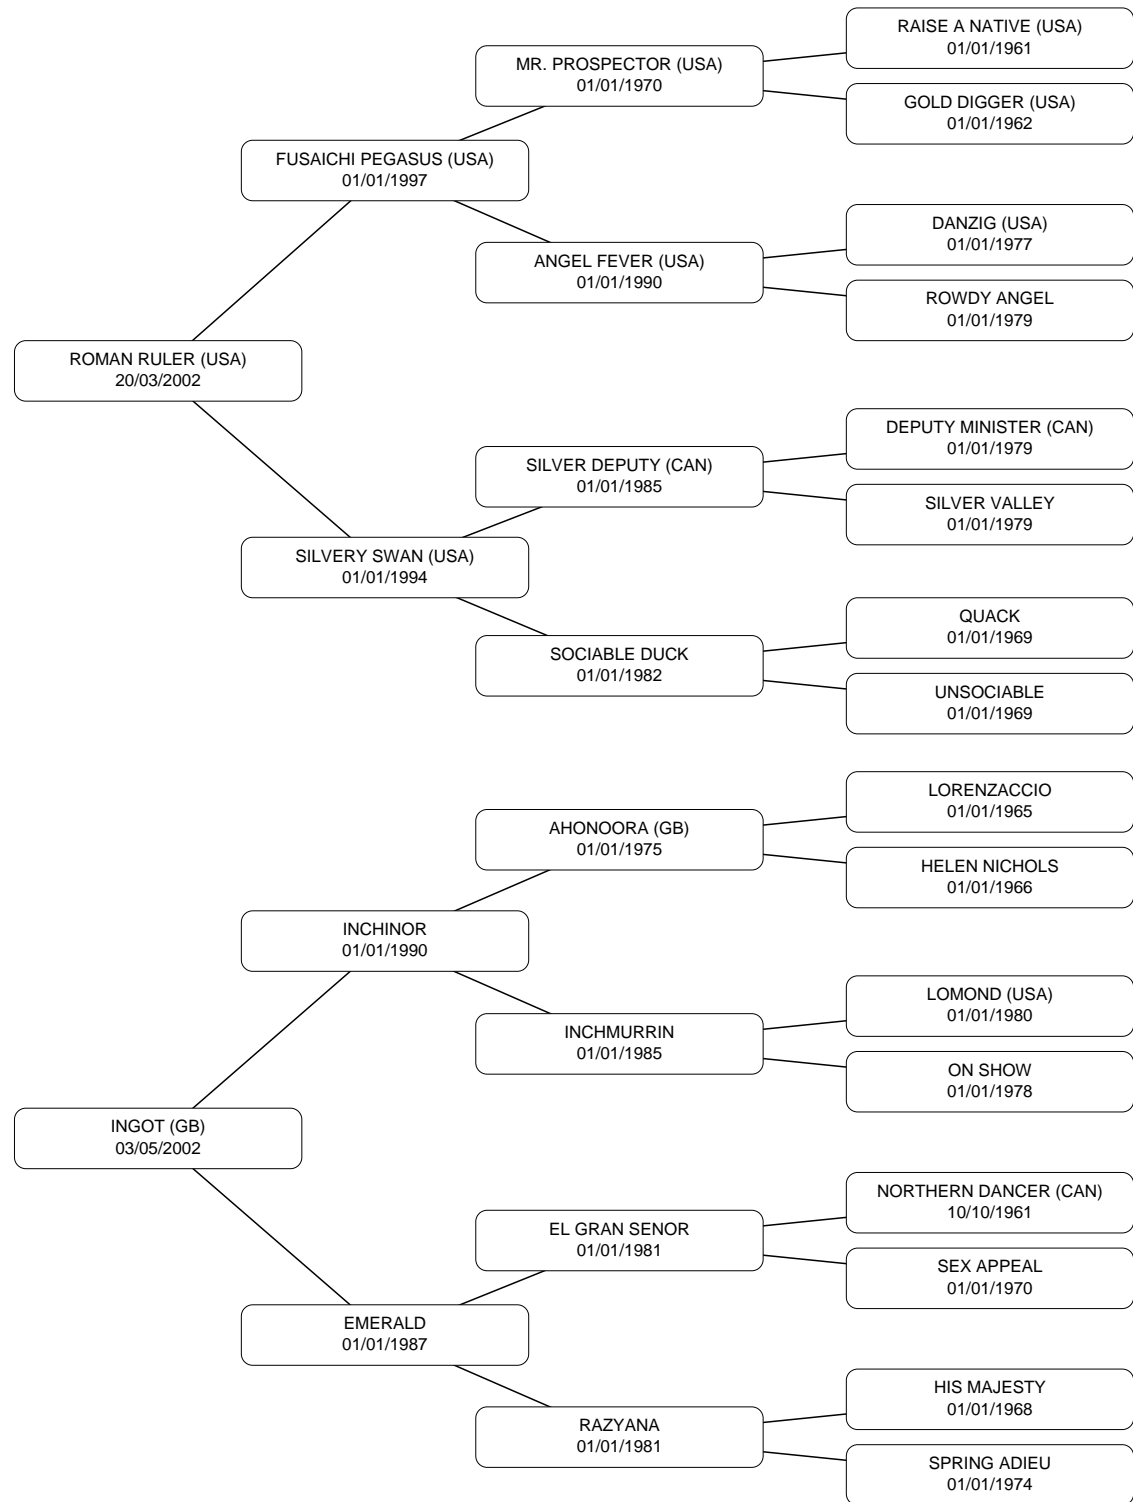 RAISE A NATIVE (USA)
01/01/1961
MR. PROSPECTOR (USA)
01/01/1970
GOLD DIGGER (USA)
01/01/1962
FUSAICHI PEGASUS (USA)
01/01/1997
DANZIG (USA)
01/01/1977
ANGEL FEVER (USA)
01/01/1990
ROWDY ANGEL
01/01/1979
ROMAN RULER (USA)
20/03/2002
DEPUTY MINISTER (CAN)
01/01/1979
SILVER DEPUTY (CAN)
01/01/1985
SILVER VALLEY
01/01/1979
SILVERY SWAN (USA)
01/01/1994
QUACK
01/01/1969
SOCIABLE DUCK
01/01/1982
UNSOCIABLE
01/01/1969
LORENZACCIO
01/01/1965
AHONOORA (GB)
01/01/1975
HELEN NICHOLS
01/01/1966
INCHINOR
01/01/1990
LOMOND (USA)
01/01/1980
INCHMURRIN
01/01/1985
ON SHOW
01/01/1978
INGOT (GB)
03/05/2002
NORTHERN DANCER (CAN)
10/10/1961
EL GRAN SENOR
01/01/1981
SEX APPEAL
01/01/1970
EMERALD
01/01/1987
HIS MAJESTY
01/01/1968
RAZYANA
01/01/1981
SPRING ADIEU
01/01/1974